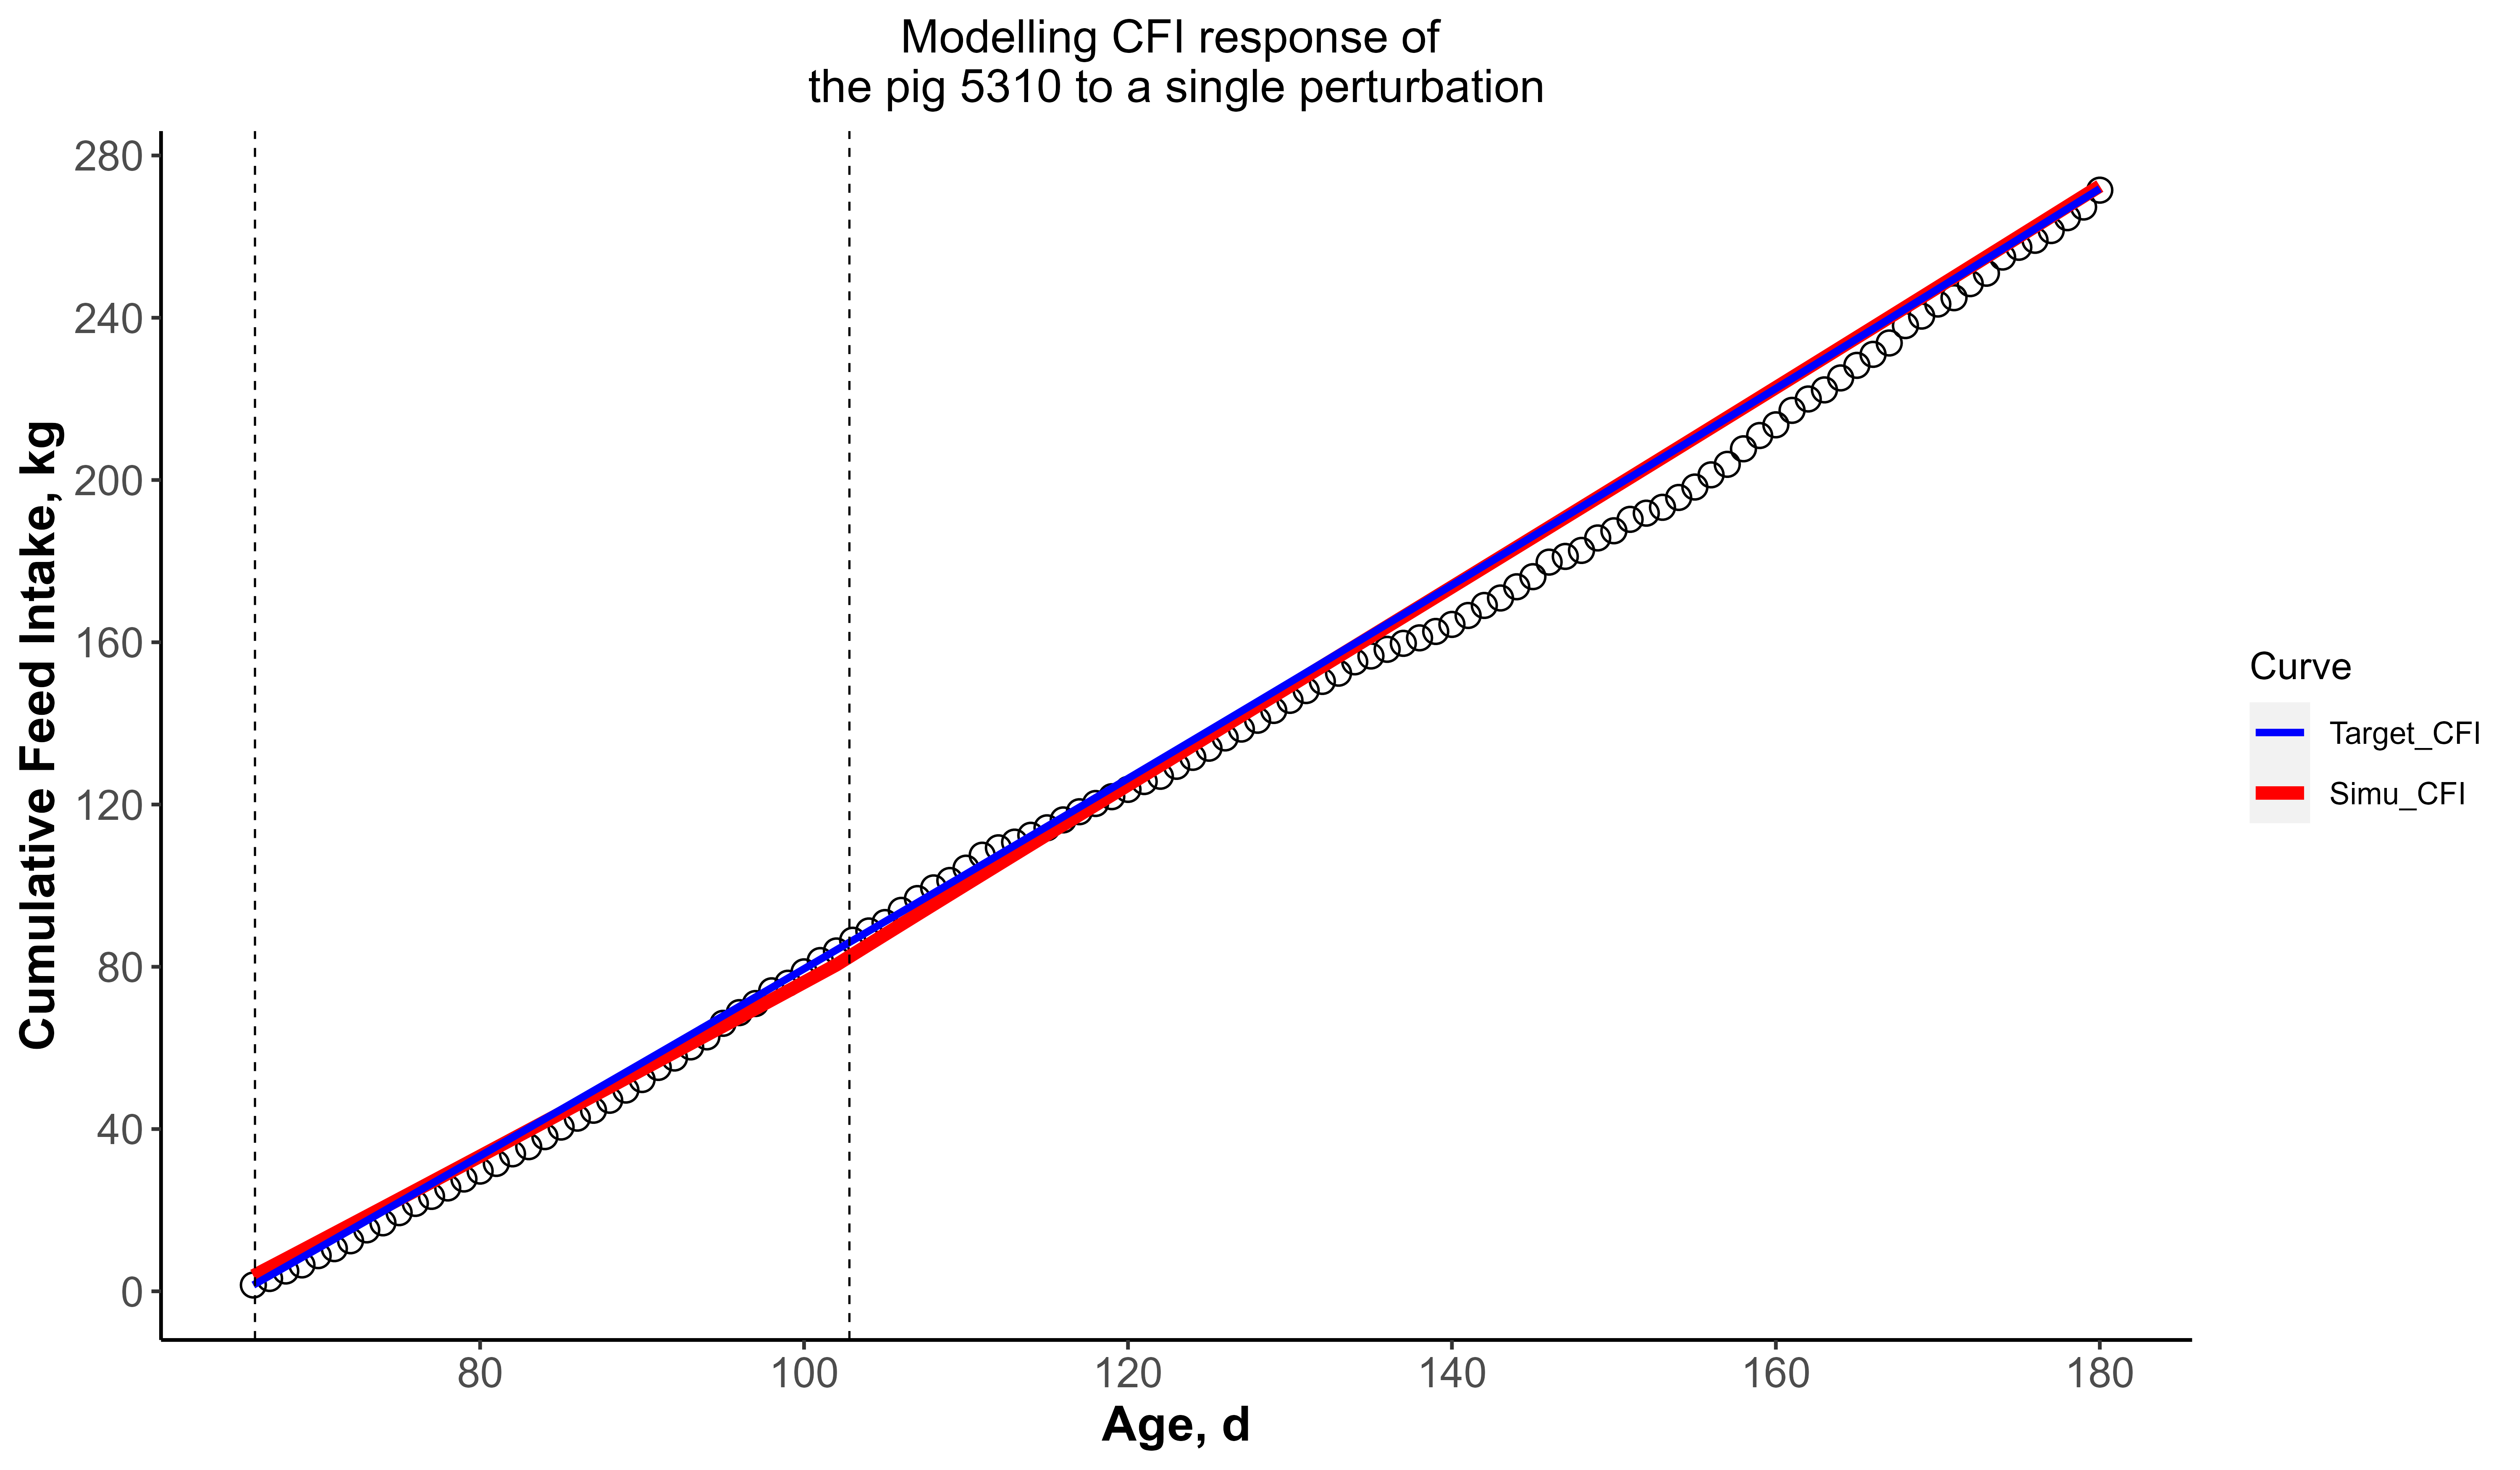 Modelling CFI response of
the pig 5310 to a single perturbation
Cumulative Feed Intake, kg
280
240
200
160
120
80
40
0
80
100
120
140
160
180
Age, d
Curve
Target_CFI
Simu_CFI